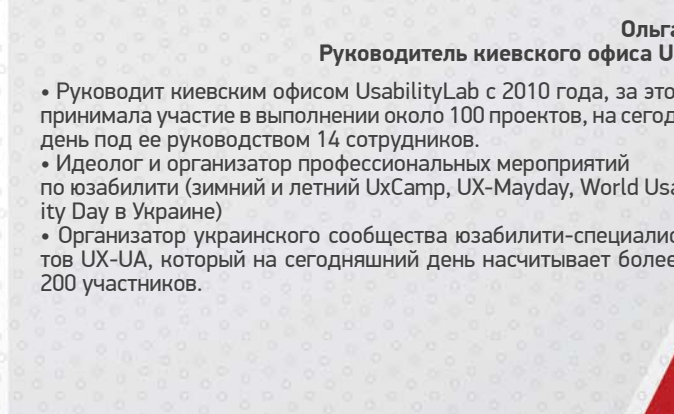 Ольга
Руководитель киевского офиса U
• Руководит киевским офисом UsabilityLab с 2010 года, за это
принимала участие в выполнении около 100 проектов, на сегод
день под ее руководством 14 сотрудников.
• Идеолог и организатор профессиональных мероприятий
по юзабилити (зимний и летний UxCamp, UX-Mayday, World Usa
ity Day в Украине)
• Организатор украинского сообщества юзабилити-специалис
тов UX-UA, который на сегодняшний день насчитывает более
200 участников.